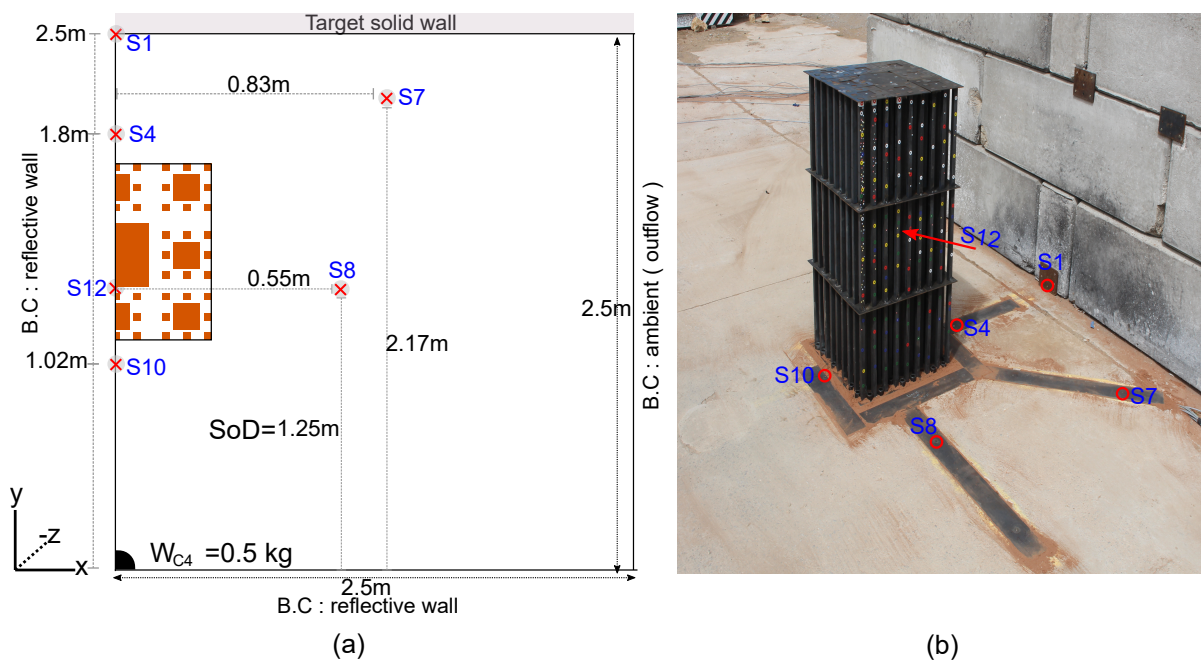 Target solid wall
2.5m
S1
0.83m
S7
1.8m
S4
B.C: reflective wall
S12
0.55m
S8
2.5m
B.C: ambient ( outflow )
2.17m
1.02m
S10
SoD=1.25m
y
-z
x
W_C4 =0.5 kg
2.5m
B.C : reflective wall
(a)
S12
S1
S4
S10
S7
S8
(b)